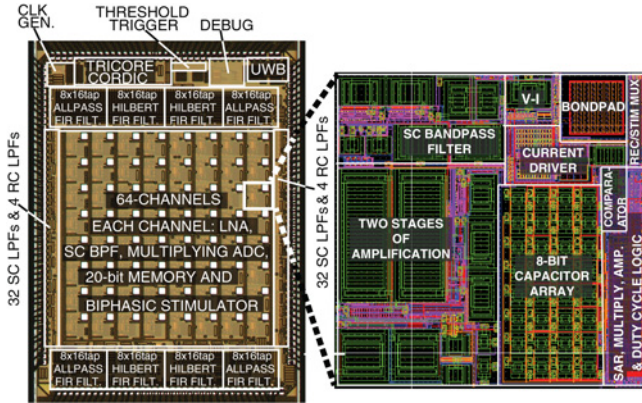 CLK
GEN.
THRESHOLD
TRIGGER
DEBUG
TRICORE
CORDIC
UWB
8x16tap
ALLPASS
FIR FILT.
8x16tap
HILBERT
FIR FILT.
8x16tap
HILBERT
FIR FILT.
8x16tap
ALLPASS
FIR FILT.
32 SC LPFs & 4 RC LPFs
64-CHANNELS
EACH CHANNEL: LNA,
SC BPF, MULTIPLYING ADC,
20-bit MEMORY AND
BIPHASIC STIMULATOR
32 SC LPFs & 4 RC LPFs
8x16tap
ALLPASS
FIR FILT.
8x16tap
HILBERT
FIR FILT.
8x16tap
HILBERT
FIR FILT.
8x16tap
ALLPASS
FIR FILT.
V-I
BONDPAD
REC/STIMUX
SC BANDPASS
FILTER
CURRENT
DRIVER
COMPARA-
ATOR
TWO STAGES
OF
AMPLIFICATION
8-BIT
CAPACITOR
ARRAY
SAR, MULTIPLY, AMP.
& DUTY CYCLE LOGIC